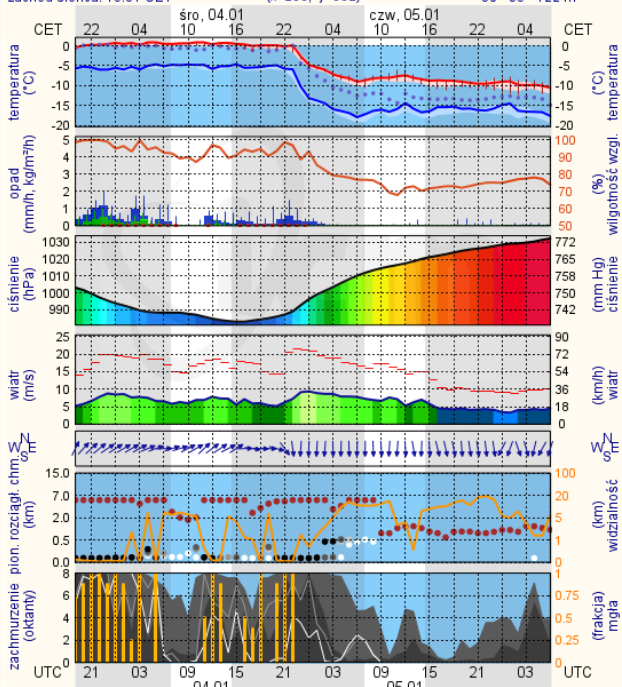 śro, 04.01 czw, 05.01
CET 22 04 10 16 22 04 10 16 22 04 CET
temperatura (°C)
0 -5 -10 -15 -20
0 -5 -10 -15 -20
(°C) temperatura
opad (mm/h, kg/m²/h)
5 4 3 2 1 0
100 90 80 70 60 50
(%) wilgotność wzgl.
ciśnienie (hPa)
1030 1020 1010 1000 990
772 765 758 750 742
(mm Hg) ciśnienie
wiatr (m/s)
25 20 15 10 5 0
90 72 54 36 18 0
(km/h) wiatr
W N E S
W N E S
pion. rozciągł. chm. (km)
15.0 7.0 2.0 0.5 0.0
100 20 5 1 0
(km) widzialność
zachmurzenie (oktanty)
8 6 4 2 0
1 0.75 0.5 0.25 0
(frakcja) mgła
UTC 21 03 09 15 21 03 09 15 21 03 UTC
04.01 05.01